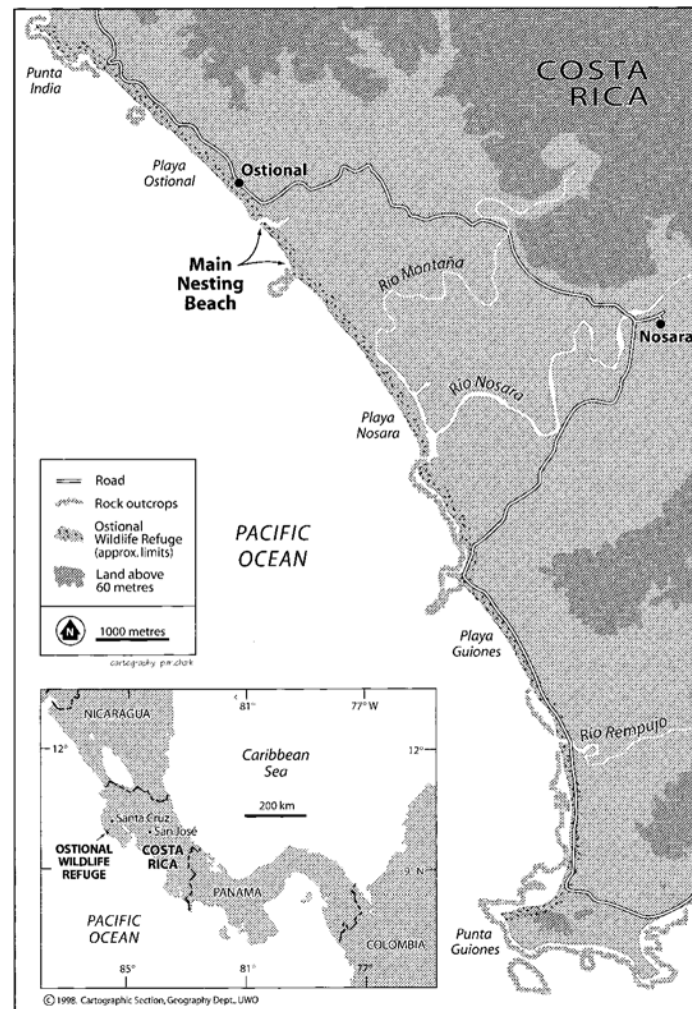 COSTA
RICA
Punta
India
Playa
Ostional
Ostional
Main
Nesting
Beach
Rio Montaña
Nosara
Rio Nosara
Playa
Nosara
Road
Rock outcrops
Ostional
Wildlife Refuge
(approx. limits)
Land above
60 metres
N
1000 metres
PACIFIC
OCEAN
Playa
Guiones
Rio Rempujo
Punta
Guiones
81°
77° W
NICARAGUA
12°
12°
Caribbean
Sea
200 km
Santa Cruz
San José
OSTIONAL
WILDLIFE
REFUGE
COSTA
RICA
9° N
PANAMA
PACIFIC
OCEAN
COLOMBIA
85°
81°
77°
© 1998. Cartographic Section, Geography Dept., UWO